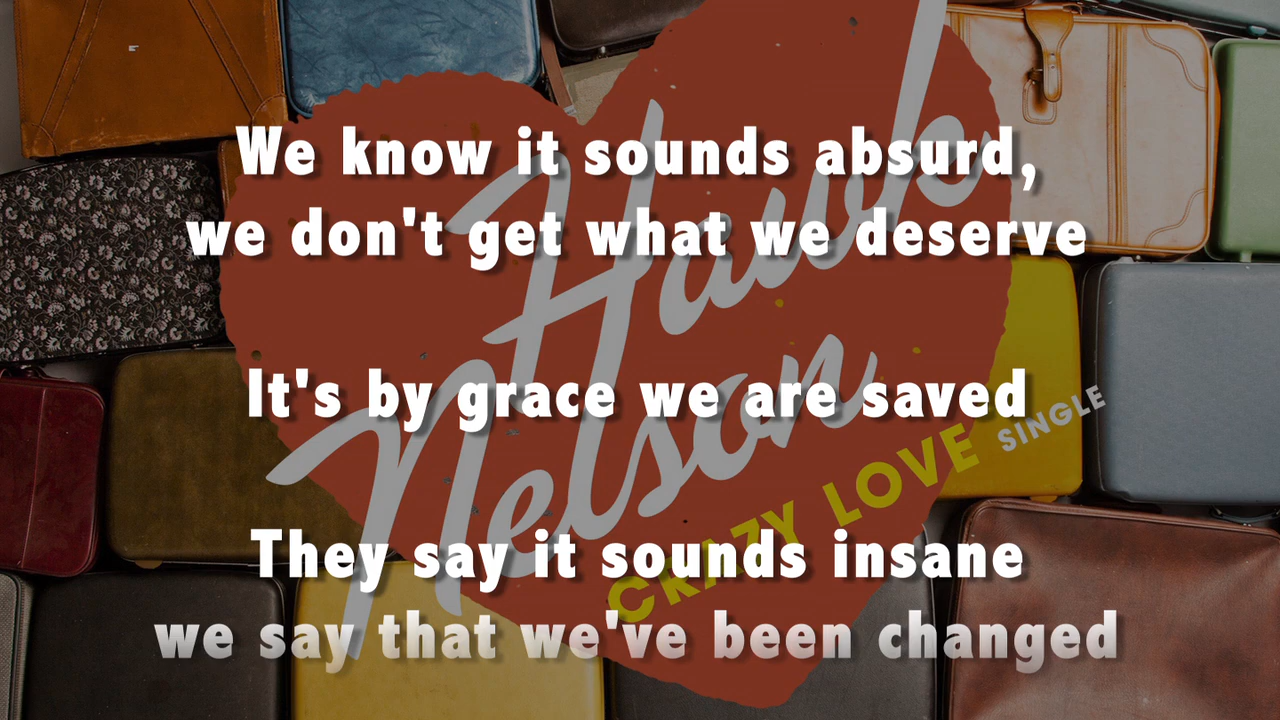 We know it sounds absurd,
we don't get what we deserve
It's by grace we are saved
They say it sounds insane
we say that we've been changed
Hawk
Nelson
CRAZY LOVE SINGLE